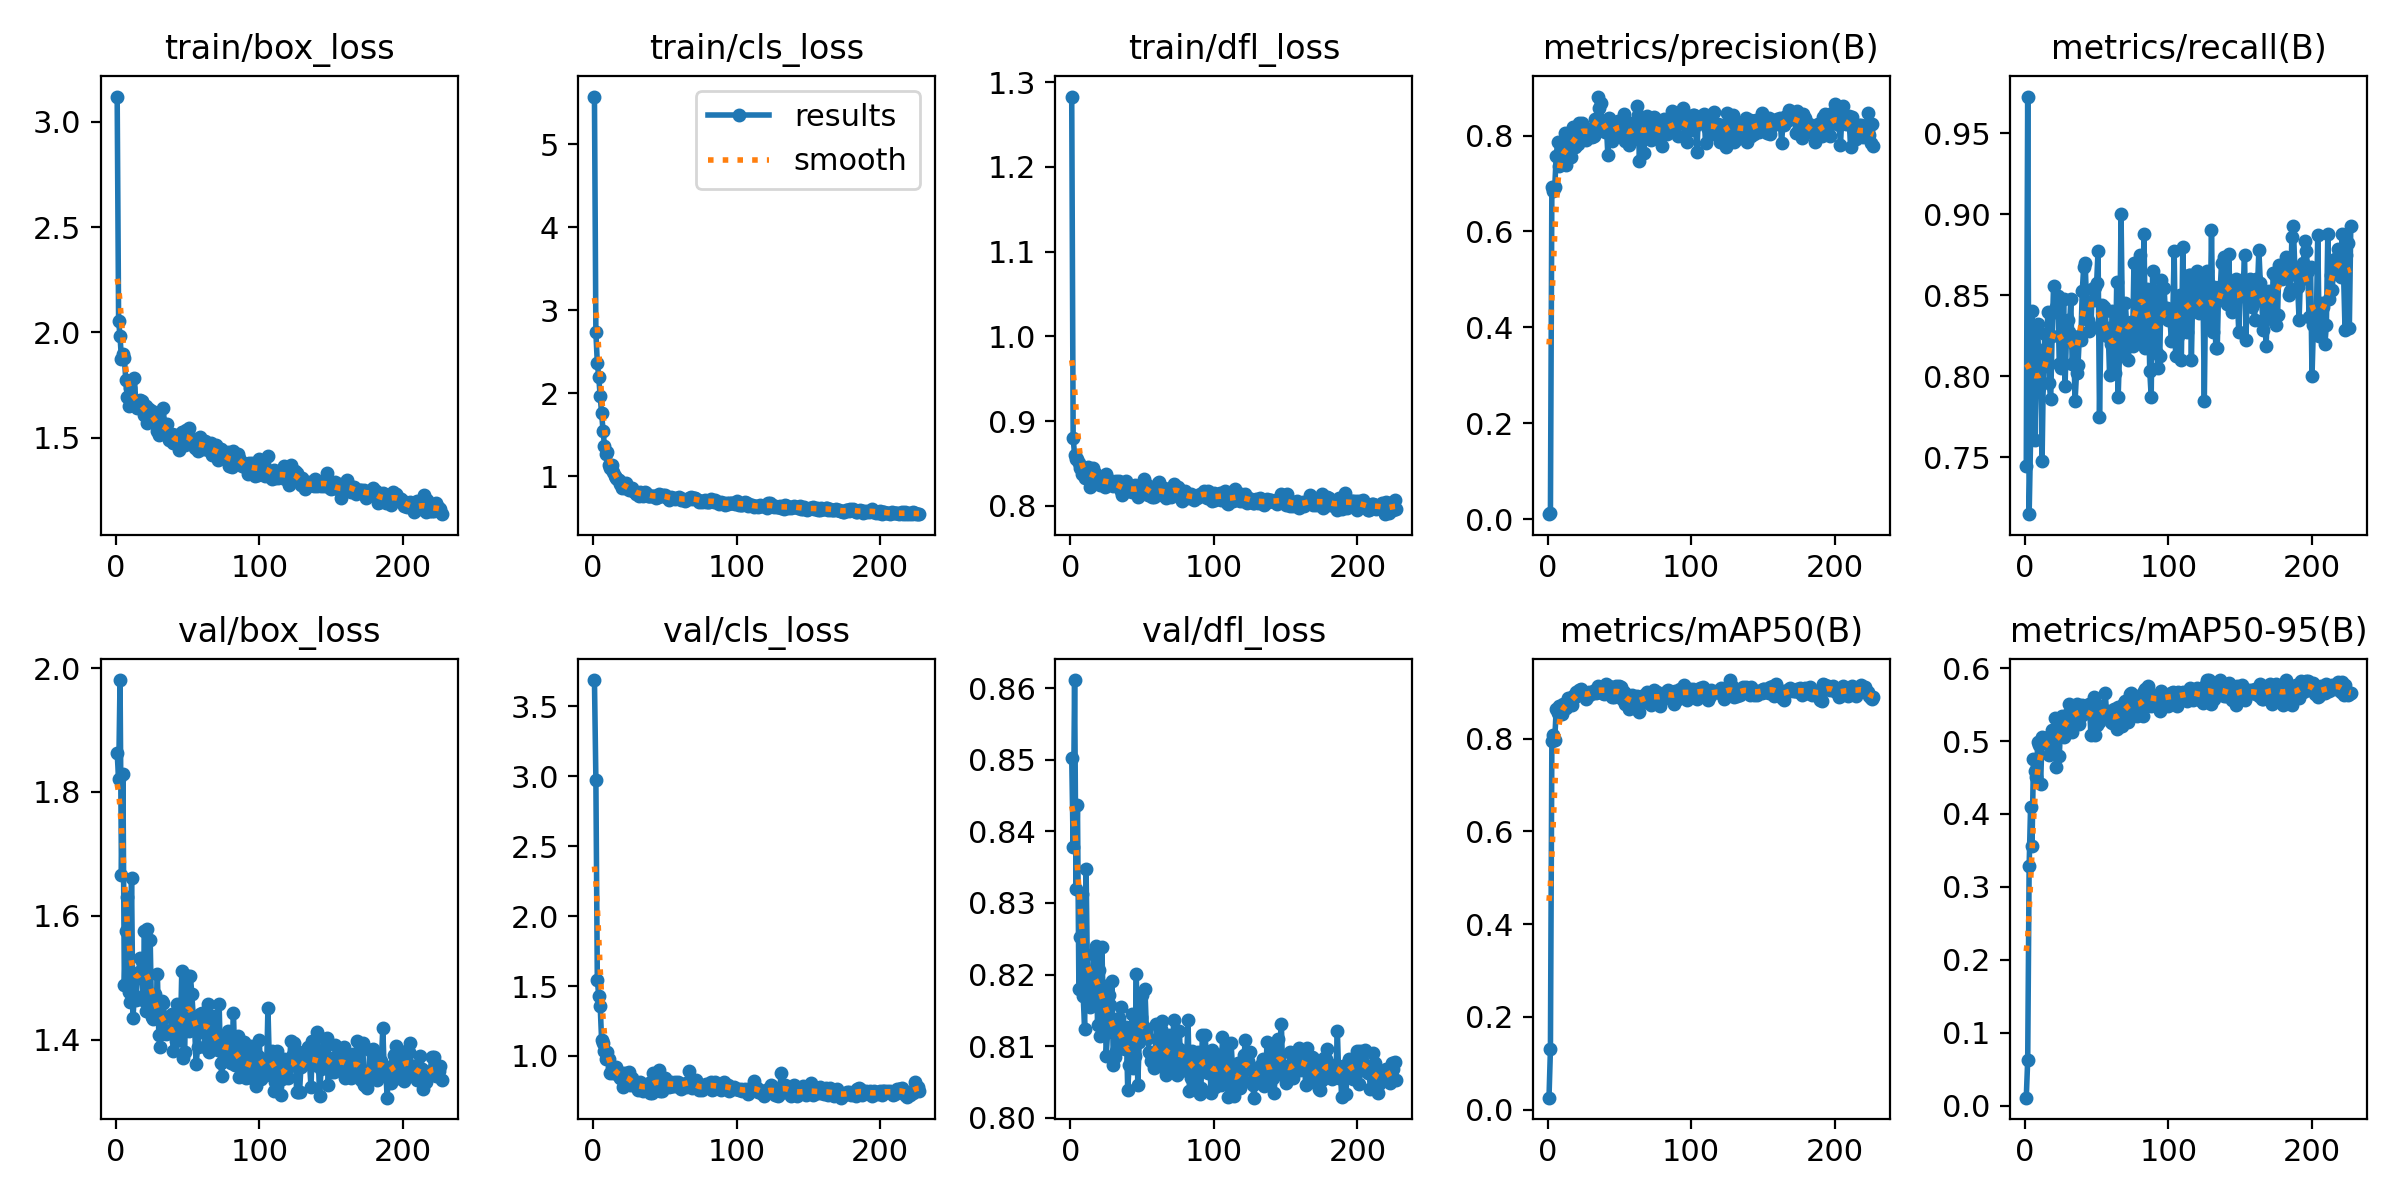 train/box_loss
3.0
2.5
2.0
1.5
0 100 200
train/cls_loss
results
smooth
5
4
3
2
1
0 100 200
train/dfl_loss
1.3
1.2
1.1
1.0
0.9
0.8
0 100 200
metrics/precision(B)
0.8
0.6
0.4
0.2
0.0
0 100 200
metrics/recall(B)
0.95
0.90
0.85
0.80
0.75
0 100 200
val/box_loss
2.0
1.8
1.6
1.4
0 100 200
val/cls_loss
3.5
3.0
2.5
2.0
1.5
1.0
0 100 200
val/dfl_loss
0.86
0.85
0.84
0.83
0.82
0.81
0.80
0 100 200
metrics/mAP50(B)
0.8
0.6
0.4
0.2
0.0
0 100 200
metrics/mAP50-95(B)
0.6
0.5
0.4
0.3
0.2
0.1
0.0
0 100 200